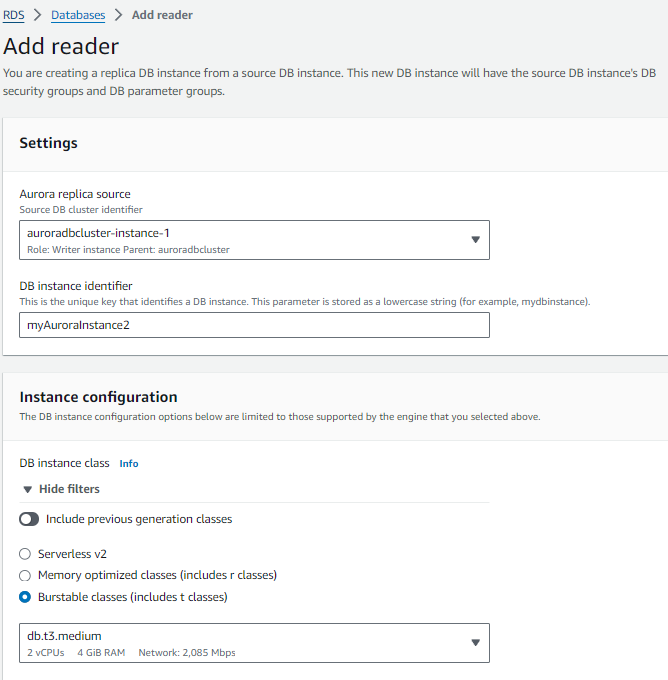 RDS > Databases > Add reader
Add reader
You are creating a replica DB instance from a source DB instance. This new DB instance will have the source DB instance's DB
security groups and DB parameter groups.
Settings
Aurora replica source
Source DB cluster identifier
auroradbcluster-instance-1
Role: Writer instance Parent: auroradbcluster
DB instance identifier
This is the unique key that identifies a DB instance. This parameter is stored as a lowercase string (for example, mydbinstance).
myAuroraInstance2
Instance configuration
The DB instance configuration options below are limited to those supported by the engine that you selected above.
DB instance class Info
Hide filters
Include previous generation classes
Serverless v2
Memory optimized classes (includes r classes)
Burstable classes (includes t classes)
db.t3.medium
2 vCPUs 4 GiB RAM Network: 2,085 Mbps